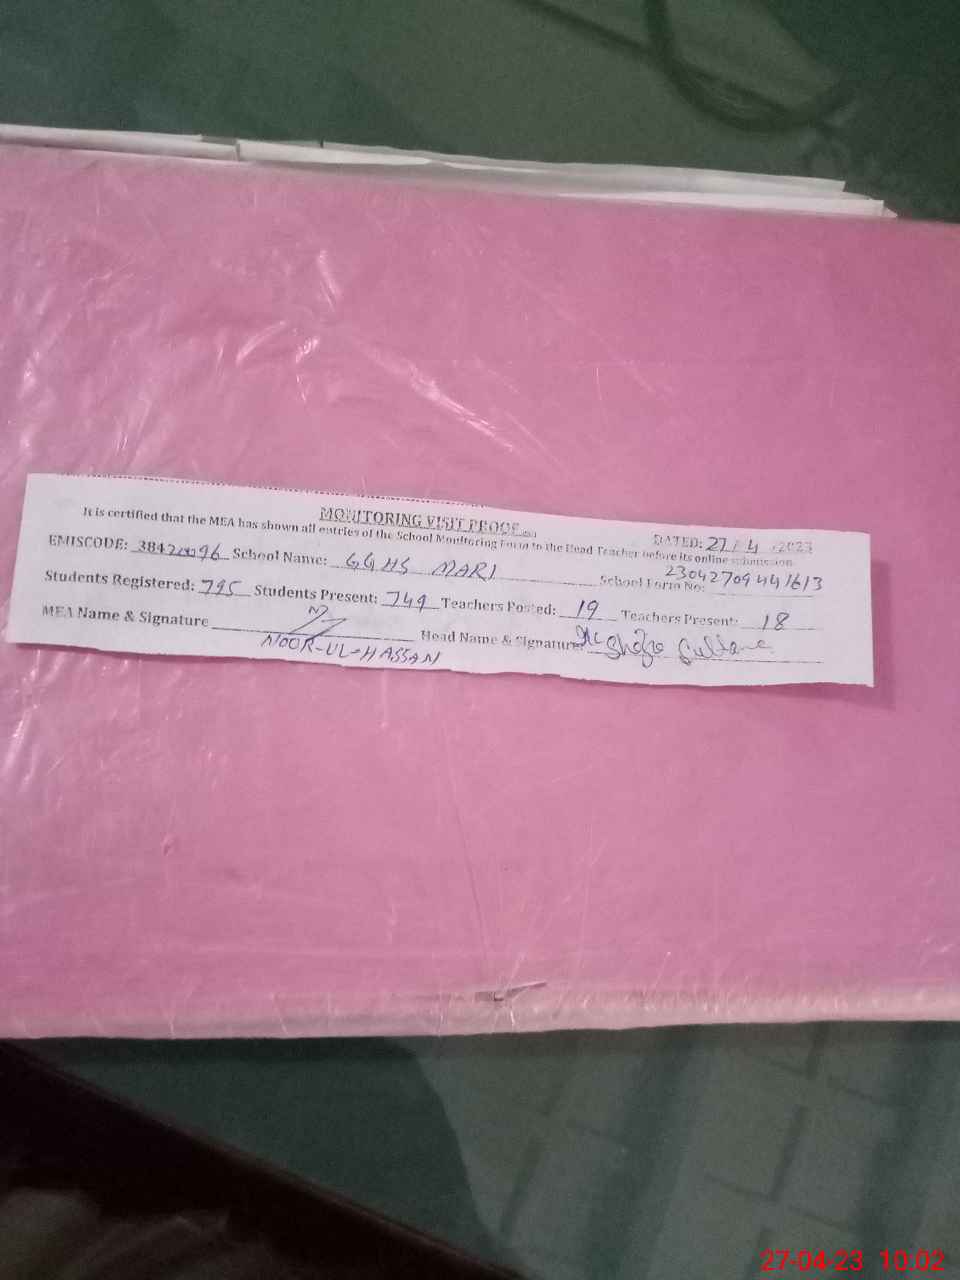 MONITORING VISIT PROOF
DATED: 27/4/2023
It is certified that the MEA has shown all entries of the School Monitoring Form to the Head Teacher before its online submission.
EMISCODE: 38420096 School Name: GGHS MARI School Form No: 23042709441613
Students Registered: 795 Students Present: 749 Teachers Posted: 19 Teachers Present: 18
MEA Name & Signature NOOR-UL-HASSAN Head Name & Signature: Sultana
27-04-23 10:02